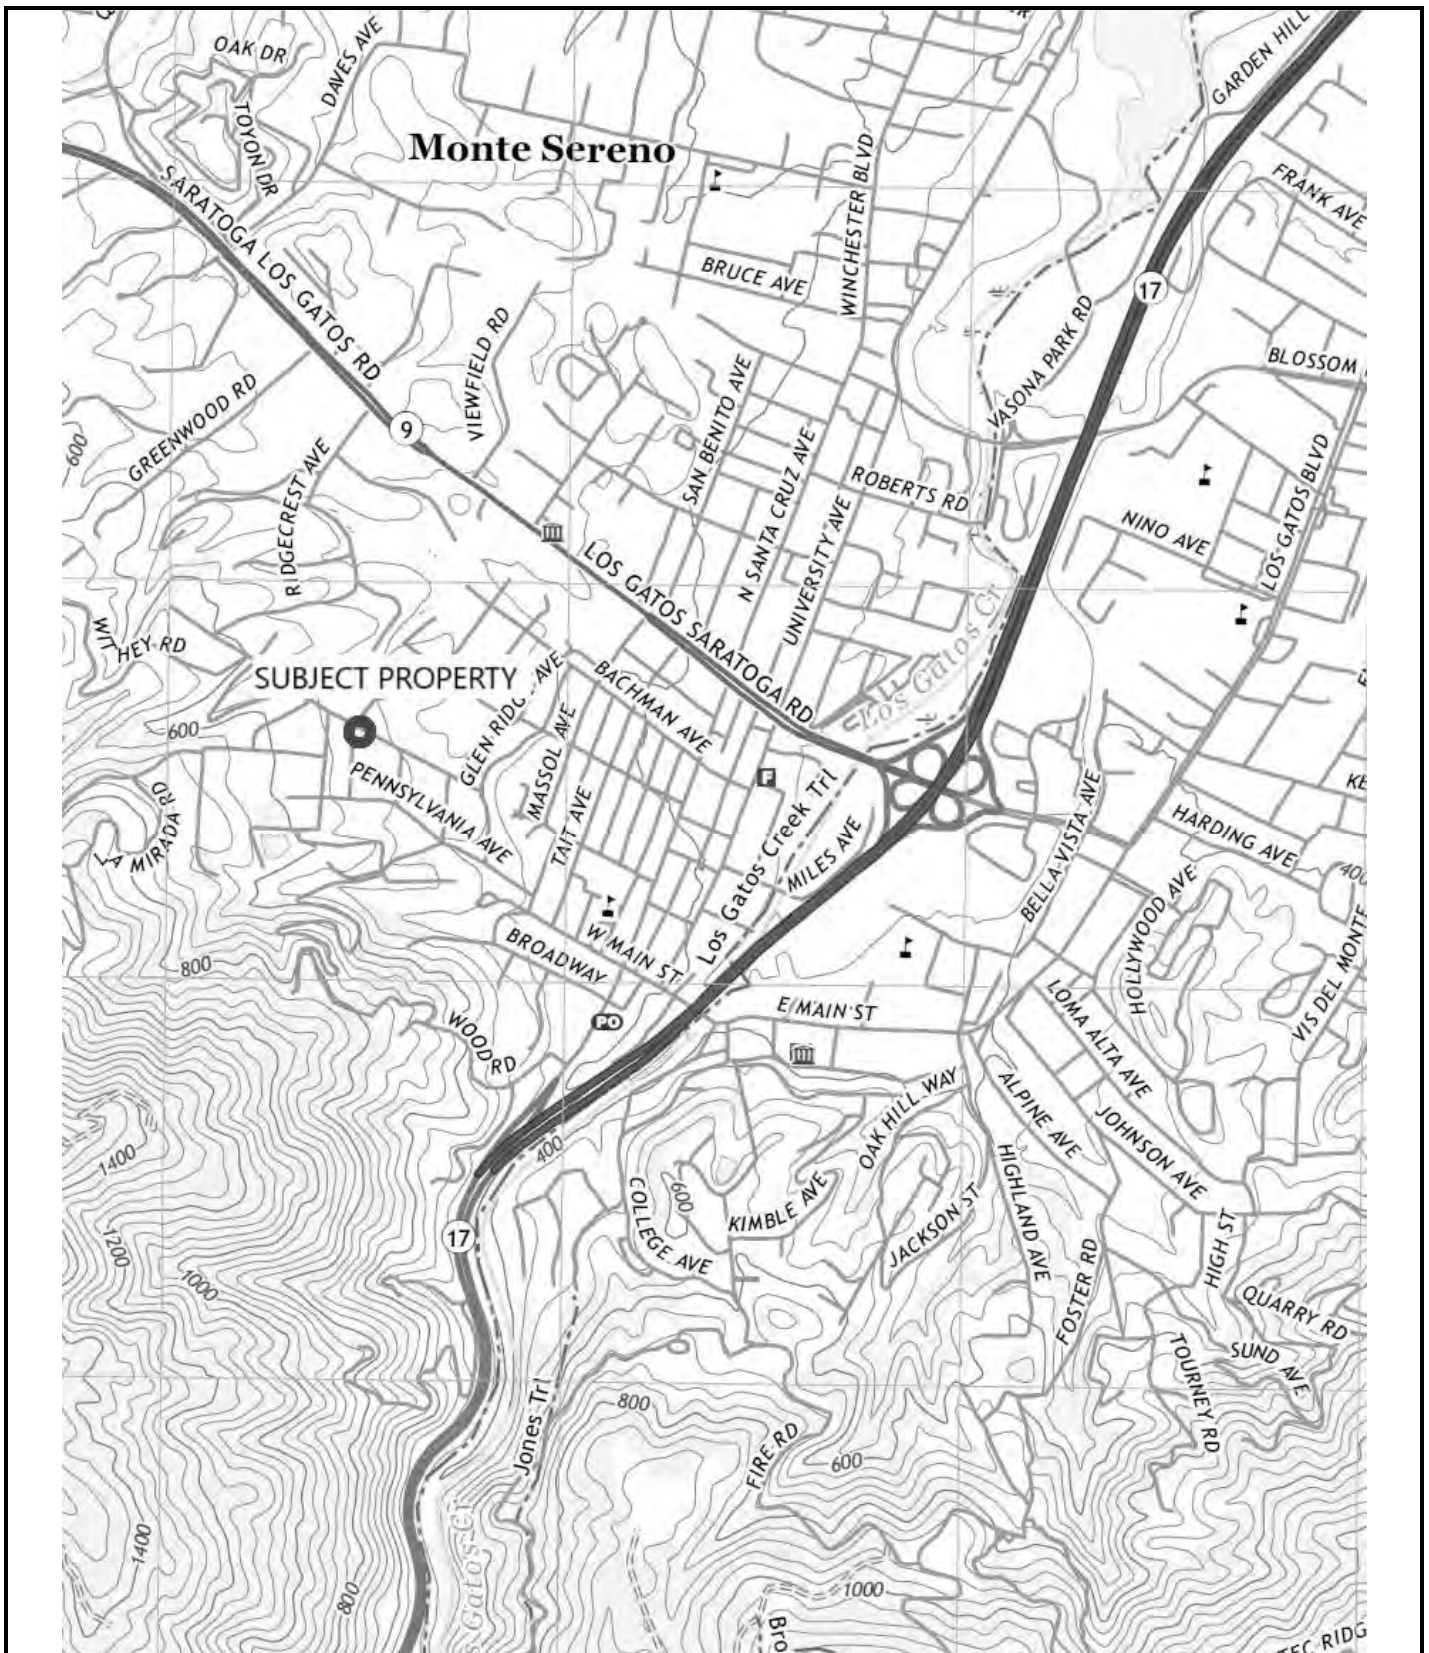 OAK DR
DAVES AVE
GARDEN HILL
TOYON DR
Monte Sereno
WINCHESTER BLVD
FRANK AVE
SARATOGA LOS GATOS RD
BRUCE AVE
17
VASONA PARK RD
VIEWFIELD RD
BLOSSOM
GREENWOOD RD
9
SAN BENITO AVE
600
RIDGECREST AVE
N SANTA CRUZ AVE
ROBERTS RD
LOS GATOS BLVD
UNIVERSITY AVE
NINO AVE
LOS GATOS SARATOGA RD
Los Gatos Cr
WITHEY RD
SUBJECT PROPERTY
GLEN RIDGE AVE
BACHMAN AVE
600
MASSOL AVE
PENNSYLVANIA AVE
F
LA MIRADA RD
TAIT AVE
Los Gatos Creek Trl
MILES AVE
BELLA VISTA AVE
KE
HARDING AVE
400
HOLLYWOOD AVE
W MAIN ST
BROADWAY
800
VIS DEL MONTE
E MAIN ST
LOMA ALTA AVE
PO
WOOD RD
OAK HILL WAY
ALPINE AVE
JOHNSON AVE
400
1400
HIGHLAND AVE
COLLEGE AVE
600
KIMBLE AVE
JACKSON ST
17
1200
1000
HIGH ST
FOSTER RD
QUARRY RD
SUND AVE
TOURNEY RD
800
Jones Trl
FIRE RD
600
1400
800
s Gatos Cr
1000
Bro
TEC RIDG